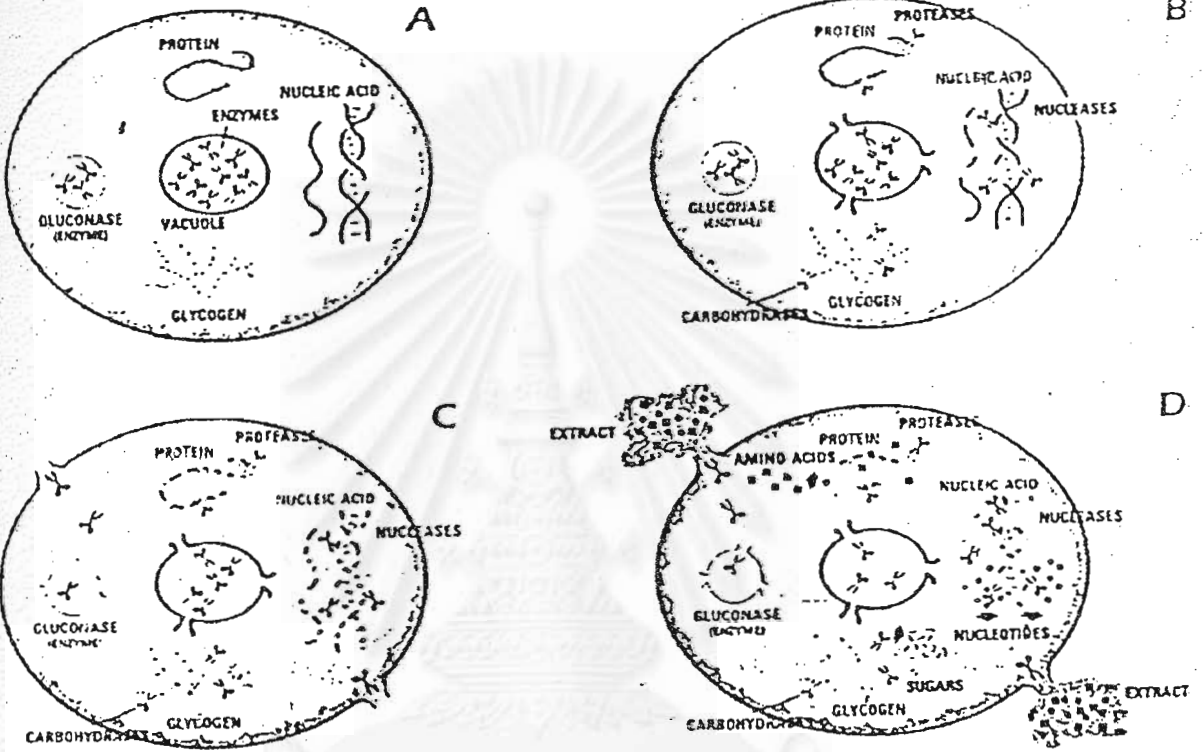 A
PROTEIN
NUCLEIC ACID
ENZYMES
GLUCONASE
(ENZYME)
VACUOLE
GLYCOGEN
B
PROTEASES
PROTEIN
NUCLEIC ACID
NUCLEASES
GLUCONASE
(ENZYME)
GLYCOGEN
CARBOHYDRASES
C
PROTEASES
PROTEIN
NUCLEIC ACID
NUCLEASES
GLUCONASE
(ENZYME)
GLYCOGEN
CARBOHYDRASES
D
EXTRACT
PROTEASES
PROTEIN
AMINO ACIDS
NUCLEIC ACID
NUCLEASES
GLUCONASE
(ENZYME)
NUCLEOTIDES
SUGARS
EXTRACT
GLYCOGEN
CARBOHYDRASES